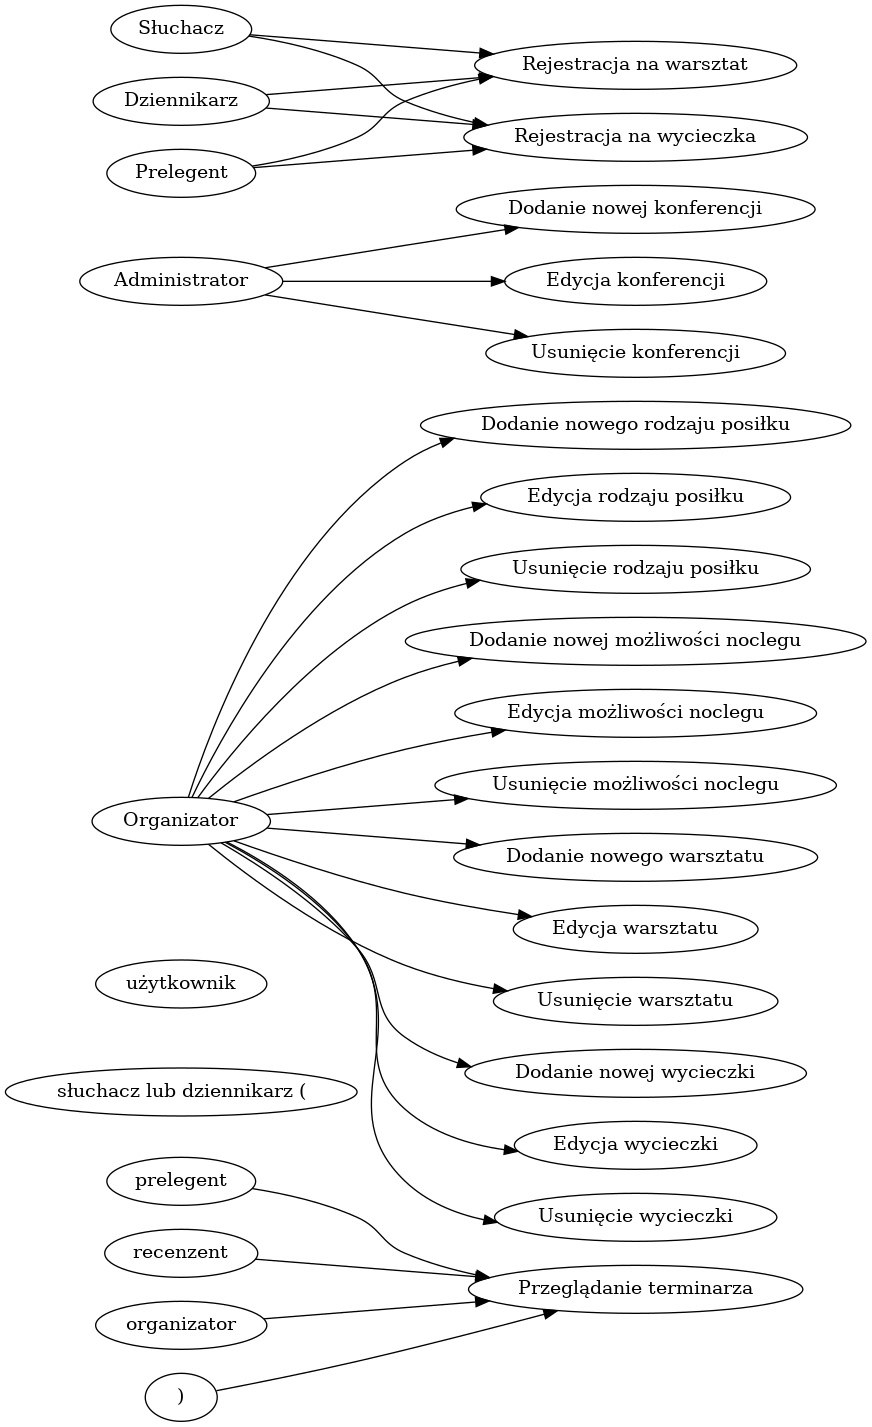 Słuchacz
Rejestracja na warsztat
Dziennikarz
Rejestracja na wycieczka
Prelegent
Dodanie nowej konferencji
Administrator
Edycja konferencji
Usunięcie konferencji
Dodanie nowego rodzaju posiłku
Edycja rodzaju posiłku
Usunięcie rodzaju posiłku
Dodanie nowej możliwości noclegu
Edycja możliwości noclegu
Usunięcie możliwości noclegu
Organizator
Dodanie nowego warsztatu
Edycja warsztatu
użytkownik
Usunięcie warsztatu
Dodanie nowej wycieczki
słuchacz lub dziennikarz (
Edycja wycieczki
prelegent
Usunięcie wycieczki
recenzent
Przeglądanie terminarza
organizator
)